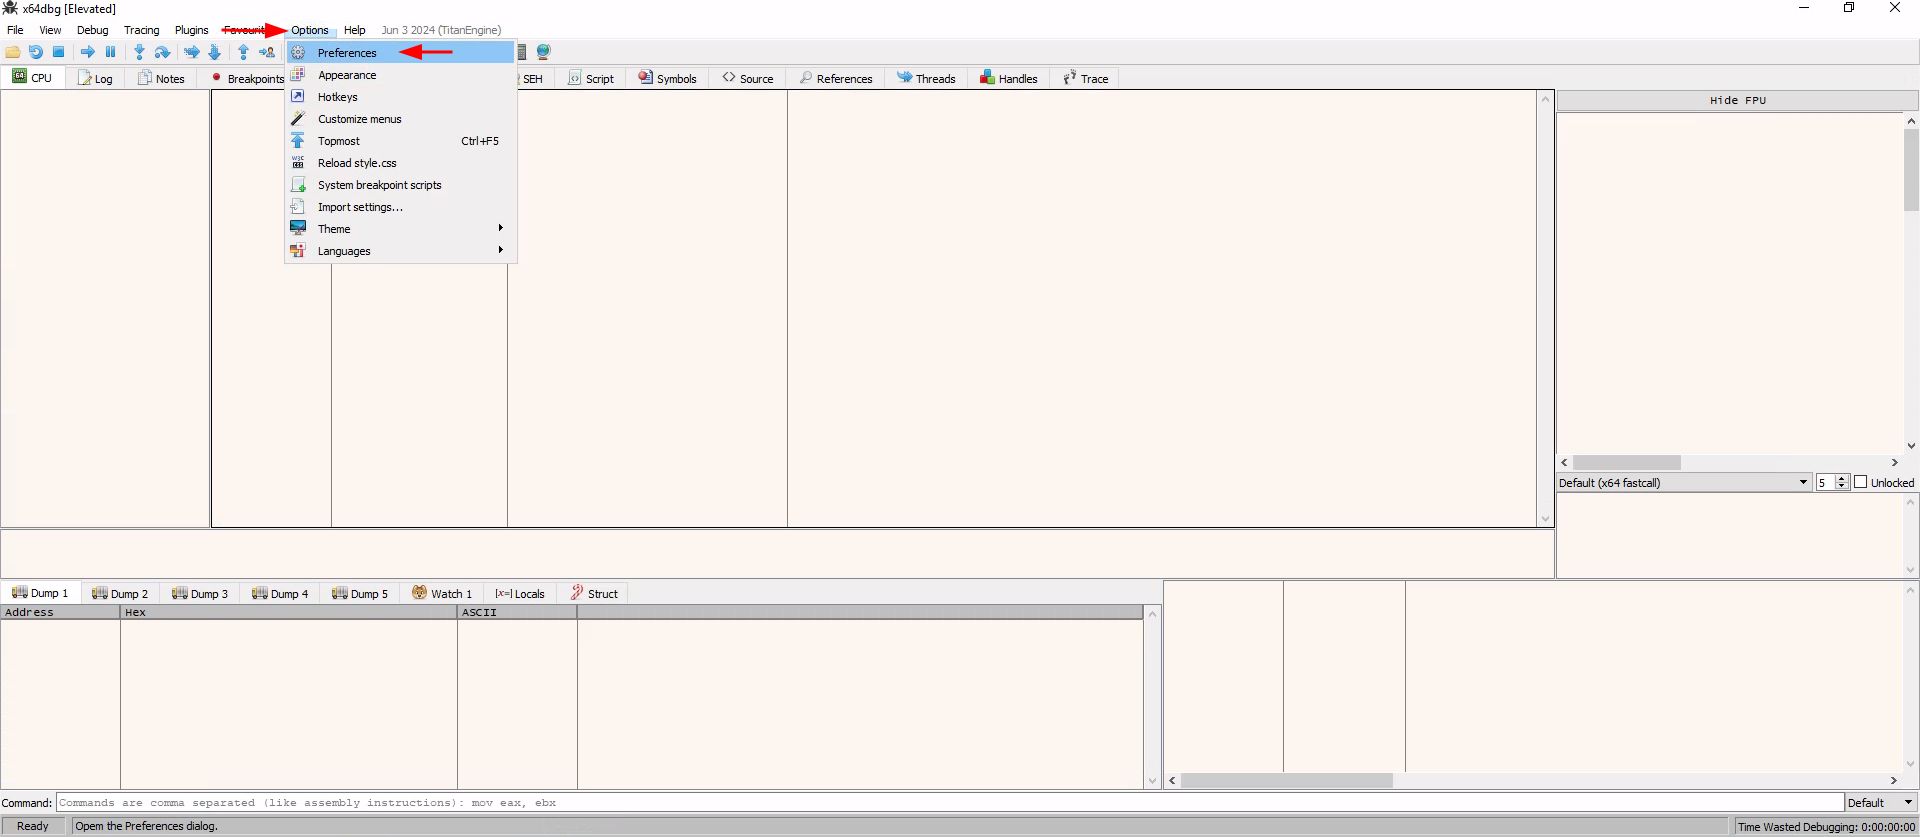 x64dbg [Elevated]
File View Debug Tracing Plugins Options Help Jun 3 2024 (TitanEngine)
Preferences
Appearance
Hotkeys
Customize menus
Topmost Ctrl+F5
Reload style.css
System breakpoint scripts
Import settings...
Theme
Languages
CPU Log Notes Breakpoints SEH Script Symbols Source References Threads Handles Trace
Hide FPU
Default (x64 fastcall) 5 Unlocked
Dump 1 Dump 2 Dump 3 Dump 4 Dump 5 Watch 1 [x=] Locals Struct
Address Hex ASCII
Command: Commands are comma separated (like assembly instructions): mov eax, ebx Default
Ready Opem the Preferences dialog. Time Wasted Debugging: 0:00:00:00